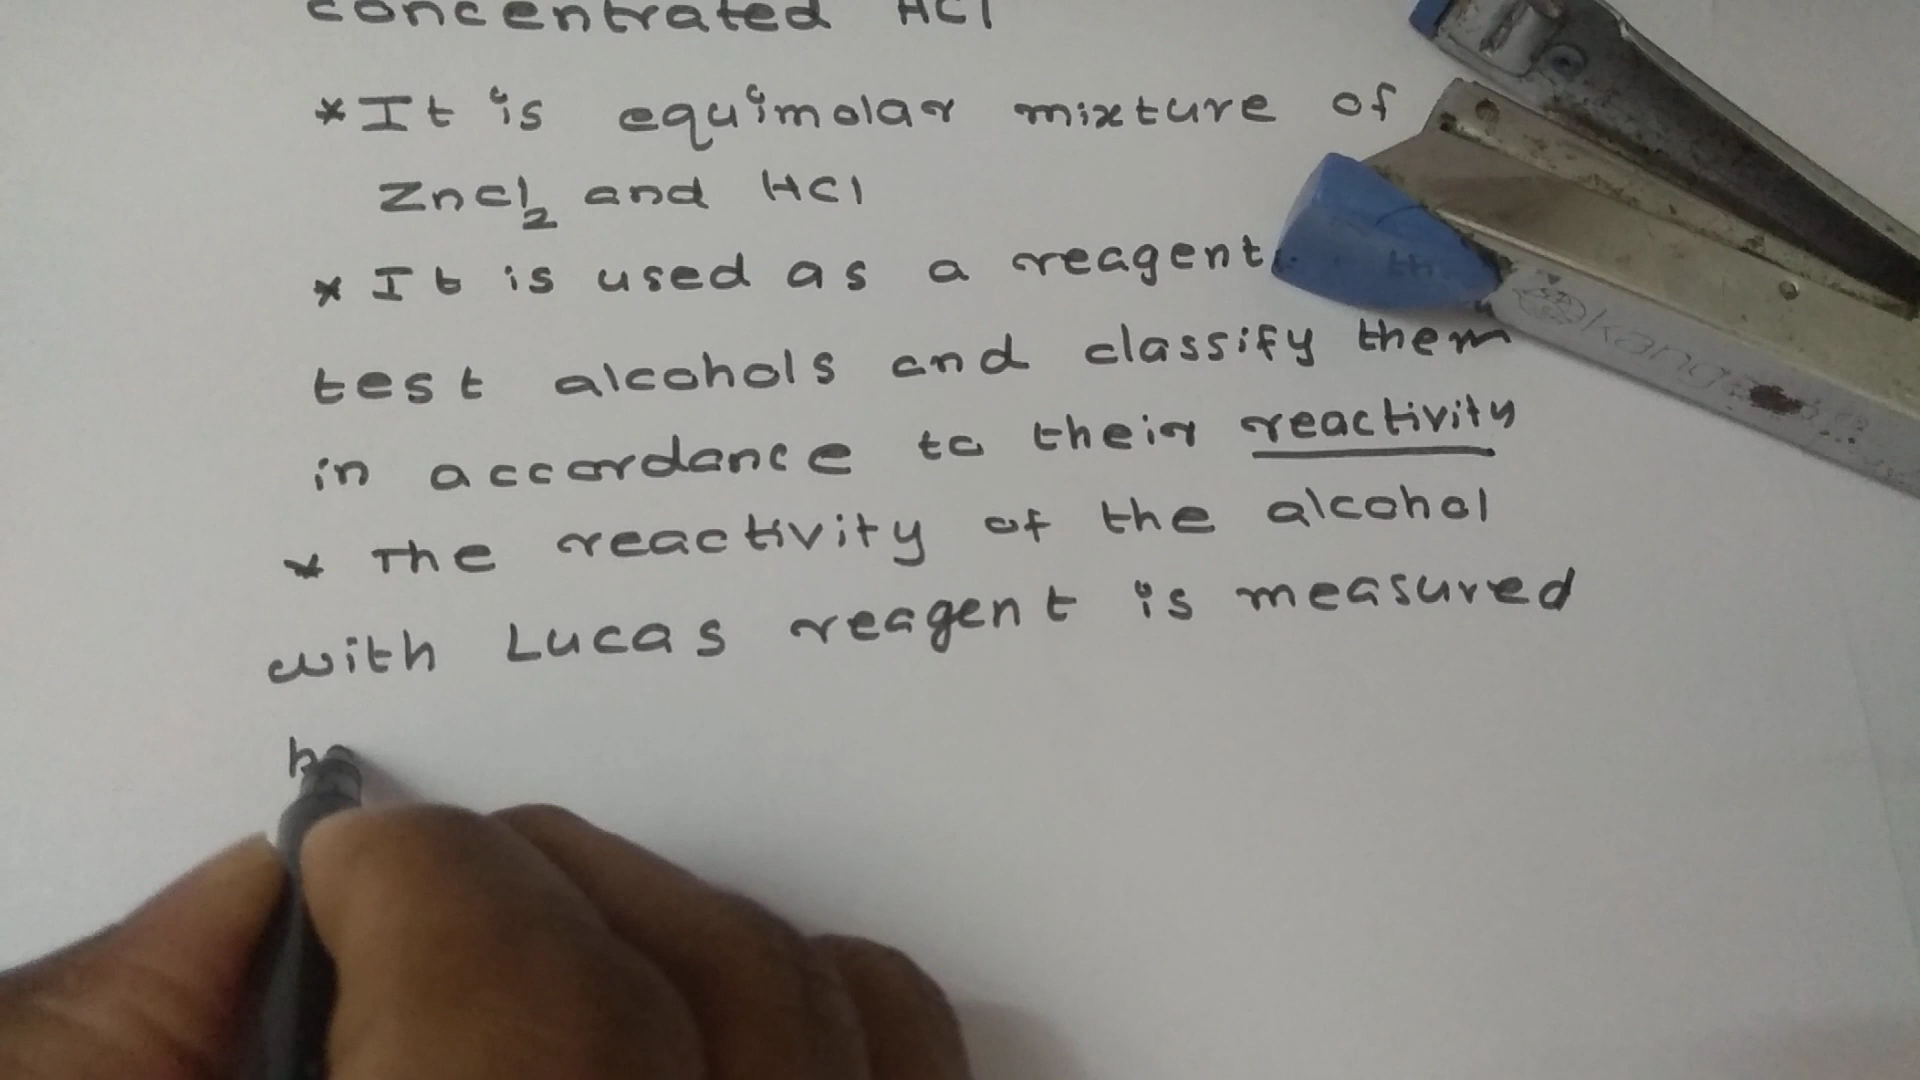 concentrated HCl
* It is equimolar mixture of
ZnCl2 and HCl
* It is used as a reagent
test alcohols and classify them
in accordance to their reactivity
* The reactivity of the alcohol
with Lucas reagent is measured